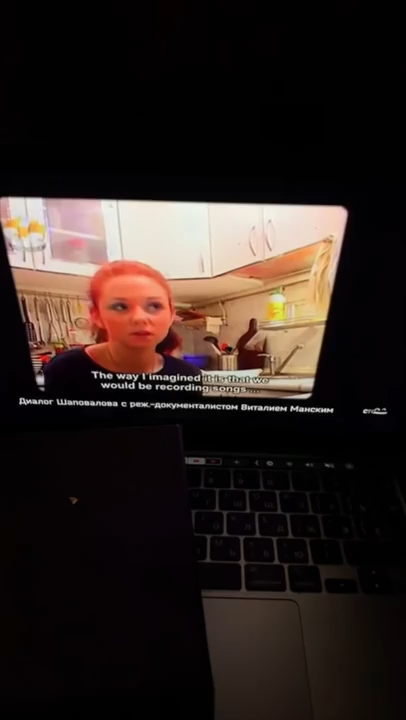 The way I imagined it is that we
would be recording songs...
Диалог Шаповалова с реж.-документалистом Виталием Манским